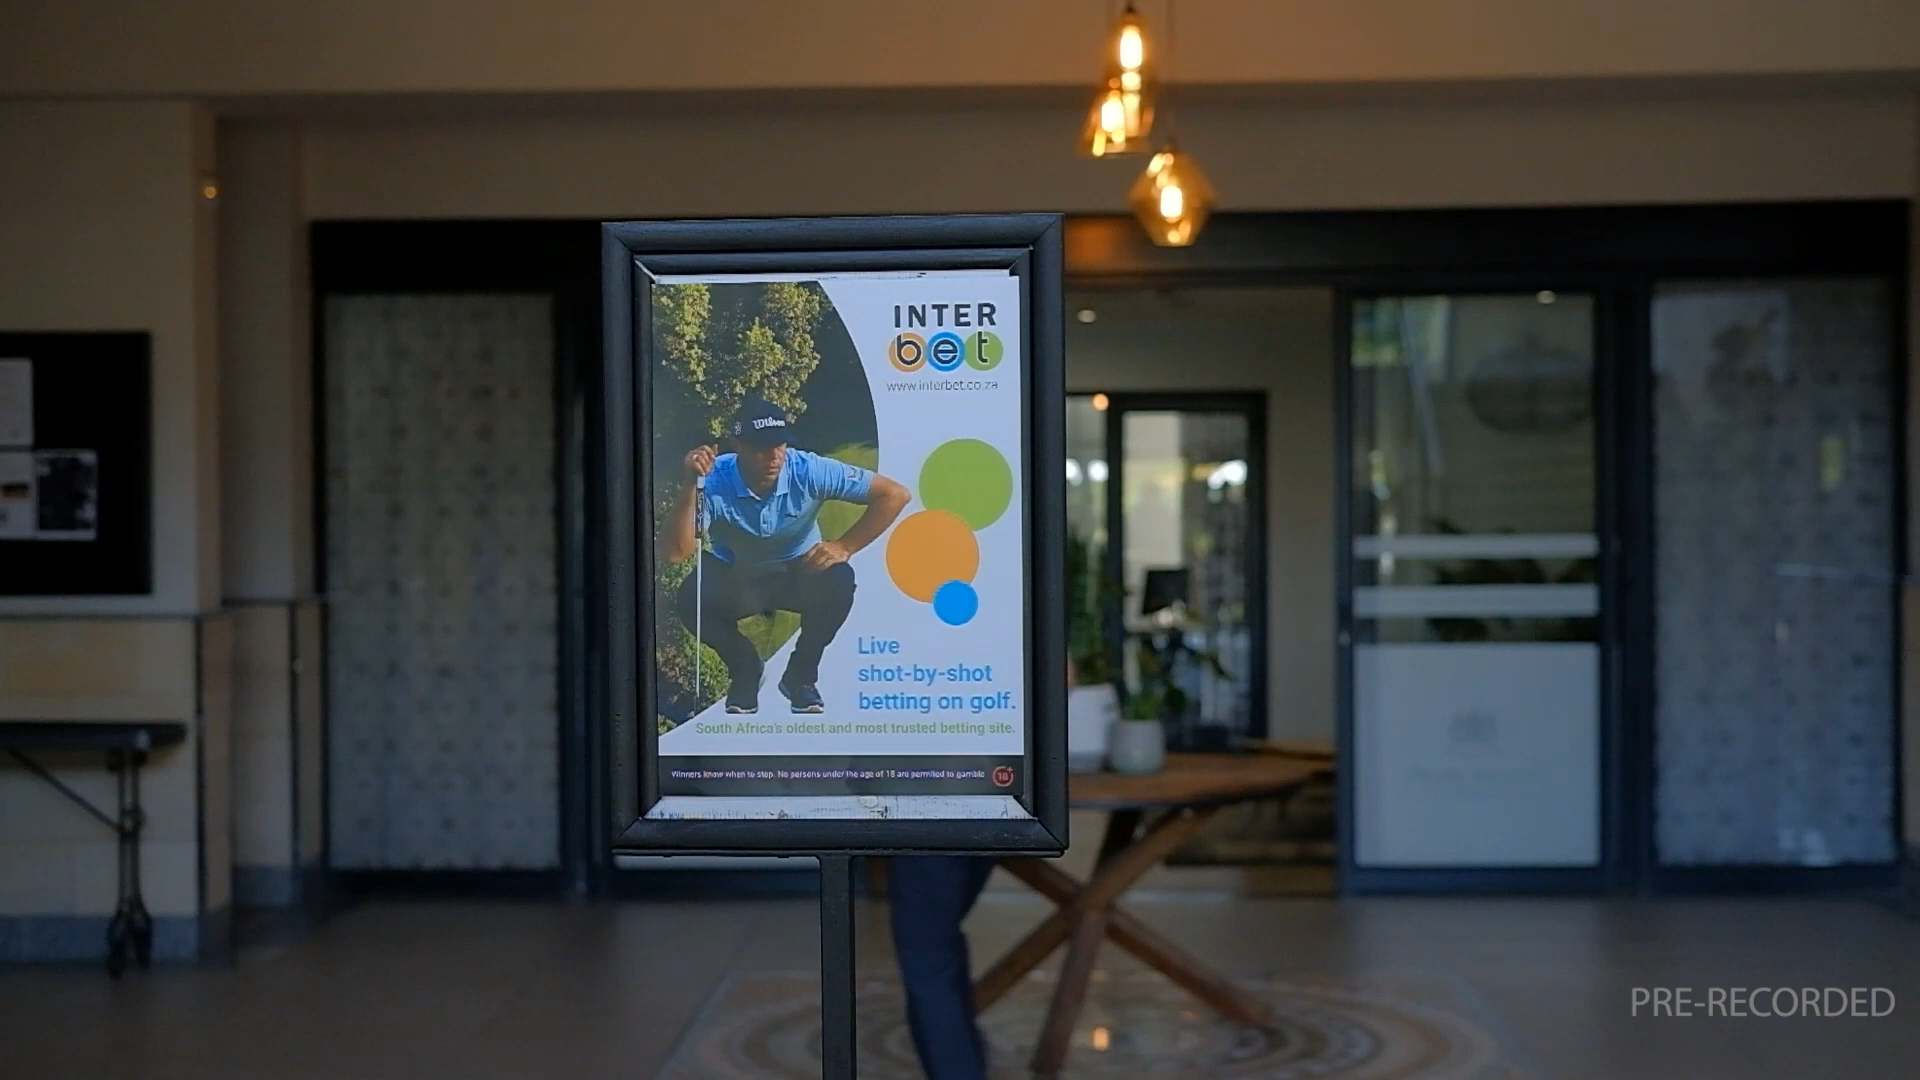 INTER
bet
www.interbet.co.za
Wilson
Live
shot-by-shot
betting on golf.
South Africa's oldest and most trusted betting site.
Winners know when to stop. No persons under the age of 18 are permitted to gamble
18+
PRE-RECORDED